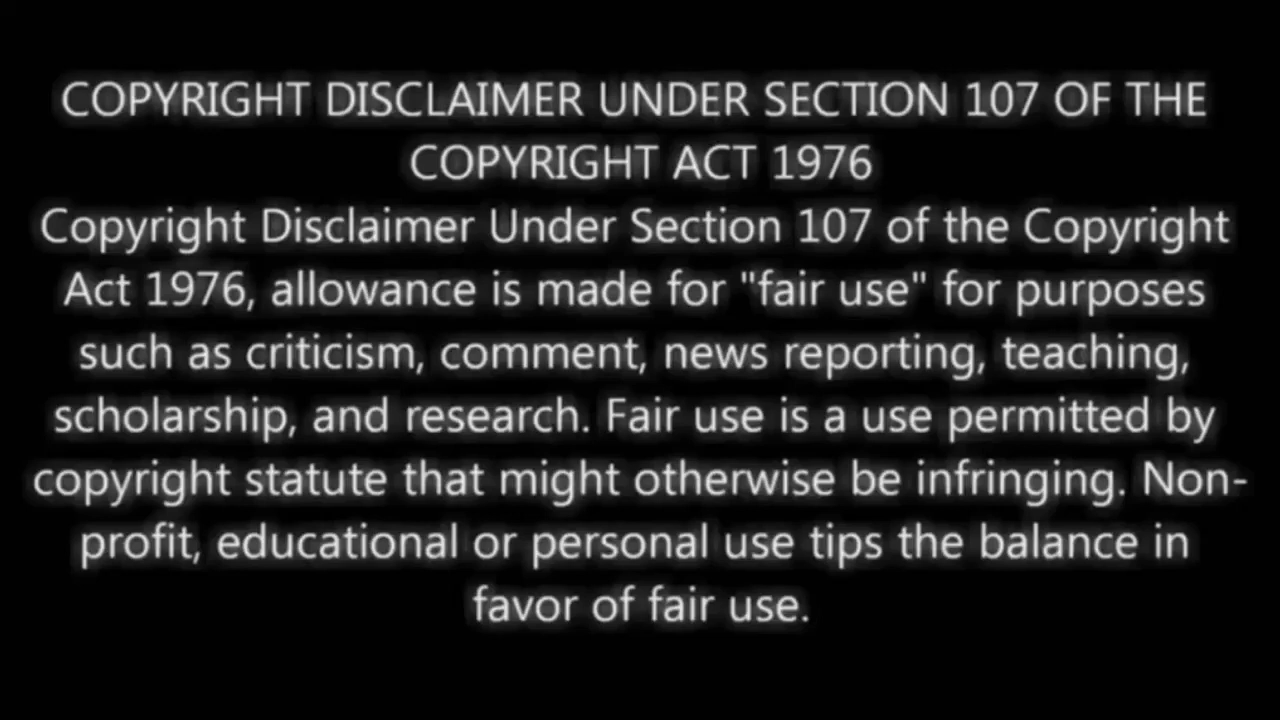 COPYRIGHT DISCLAIMER UNDER SECTION 107 OF THE
COPYRIGHT ACT 1976
Copyright Disclaimer Under Section 107 of the Copyright
Act 1976, allowance is made for "fair use" for purposes
such as criticism, comment, news reporting, teaching,
scholarship, and research. Fair use is a use permitted by
copyright statute that might otherwise be infringing. Non-
profit, educational or personal use tips the balance in
favor of fair use.